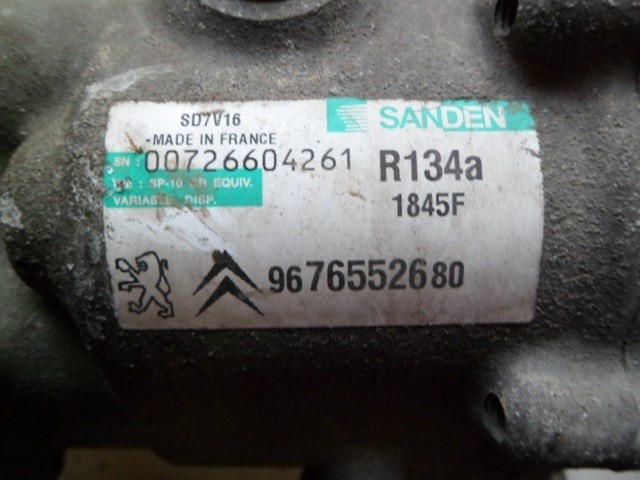 SD7V16
SANDEN
-MADE IN FRANCE
SN: 00726604261
R134a
: SP-10 OR EQUIV.
VARIABLE DISP.
1845F
9676552680